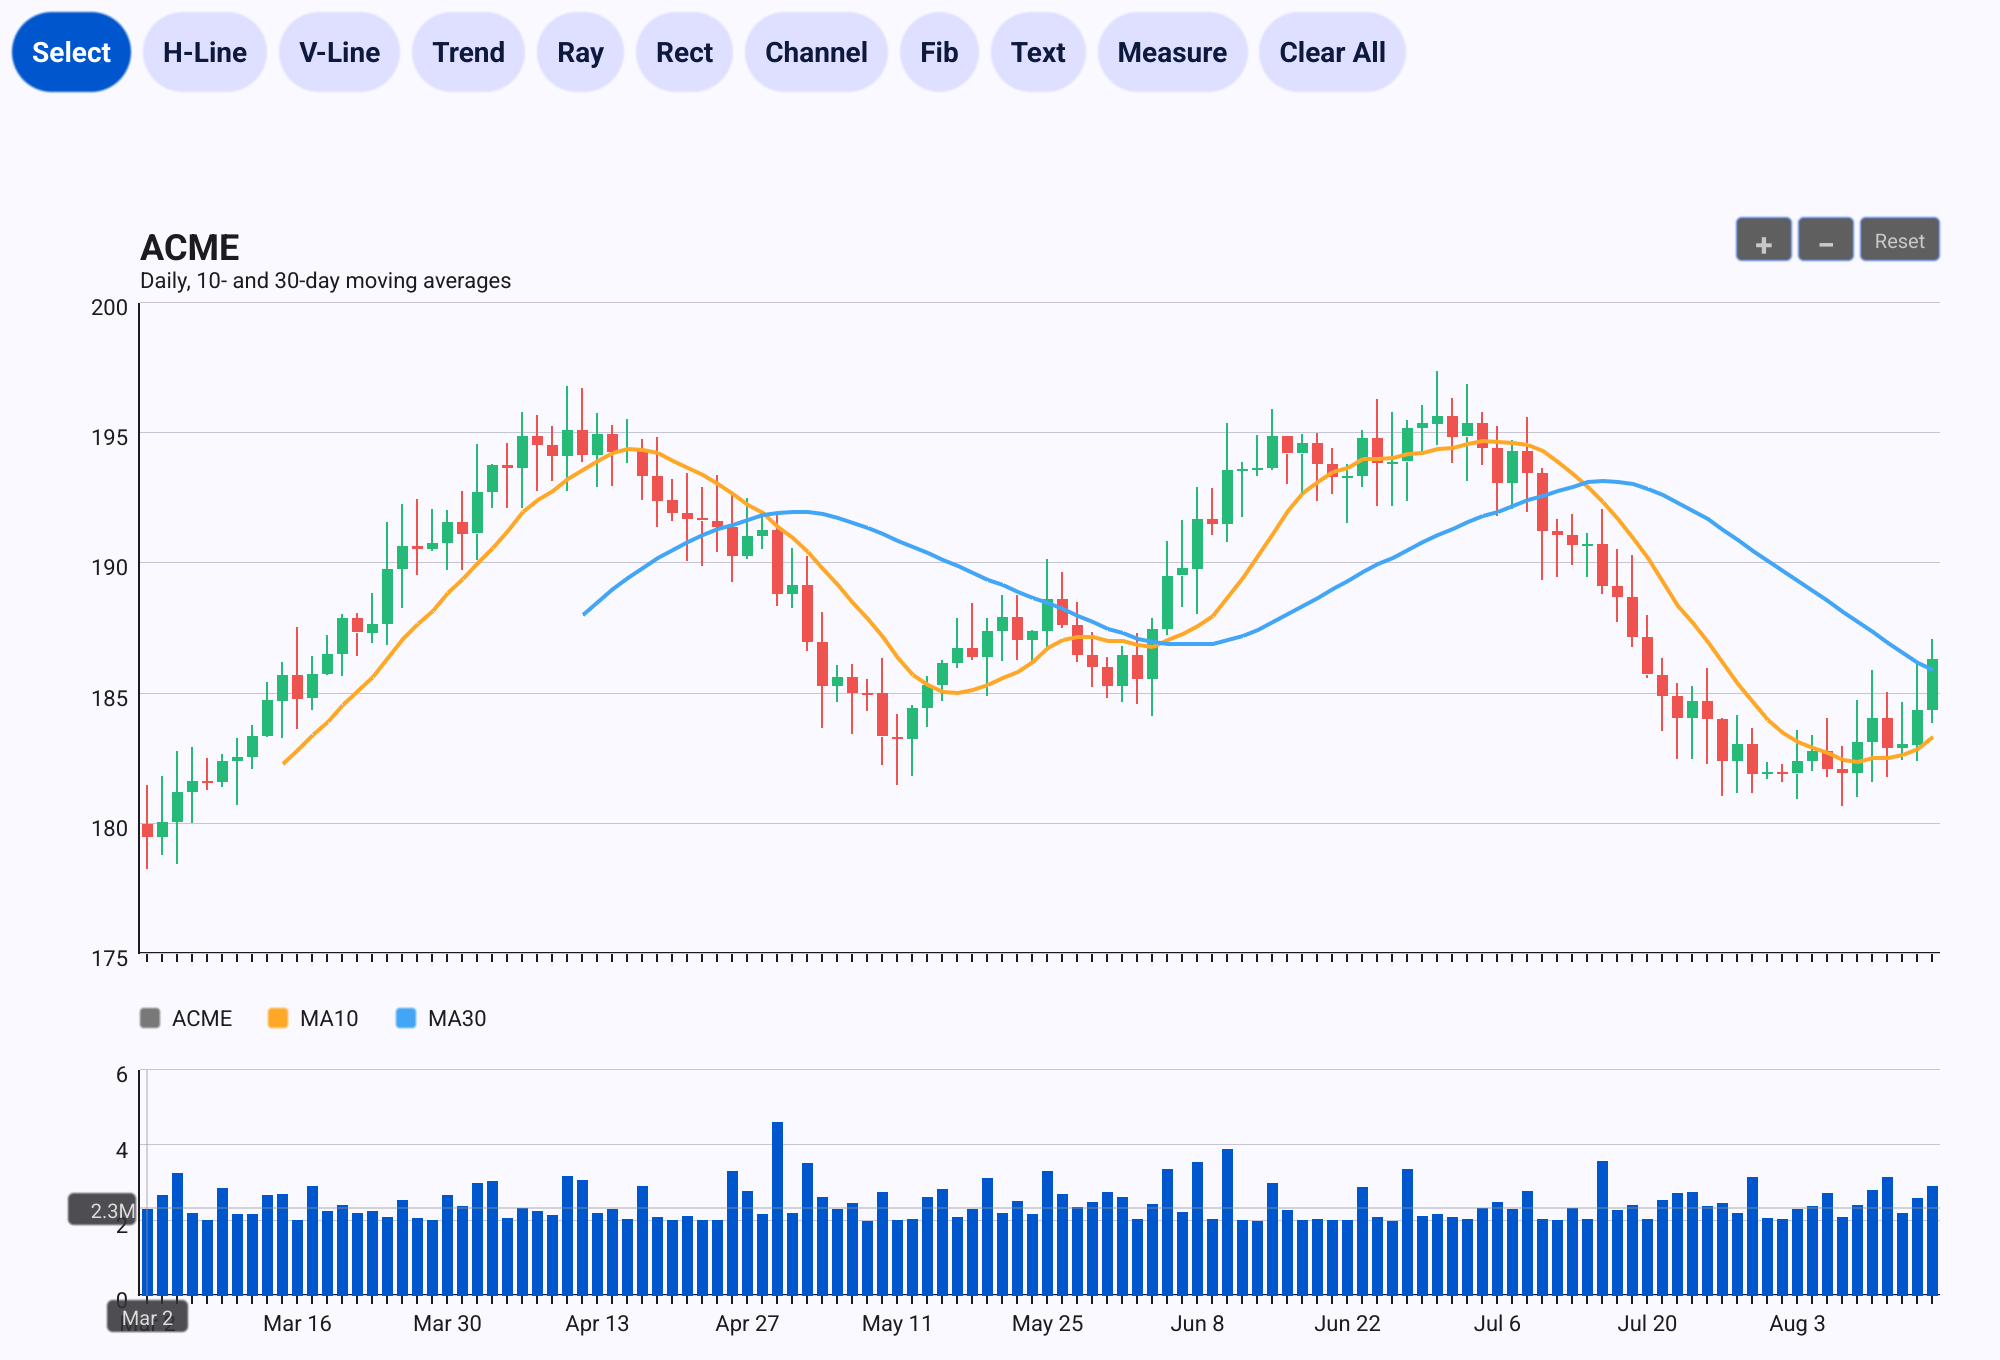 Select H-Line V-Line Trend Ray Rect Channel Fib Text Measure Clear All
ACME
+ − Reset
Daily, 10- and 30-day moving averages
200
195
190
185
180
175
ACME MA10 MA30
6
4
2.3M
2
0
Mar 2 Mar 16 Mar 30 Apr 13 Apr 27 May 11 May 25 Jun 8 Jun 22 Jul 6 Jul 20 Aug 3